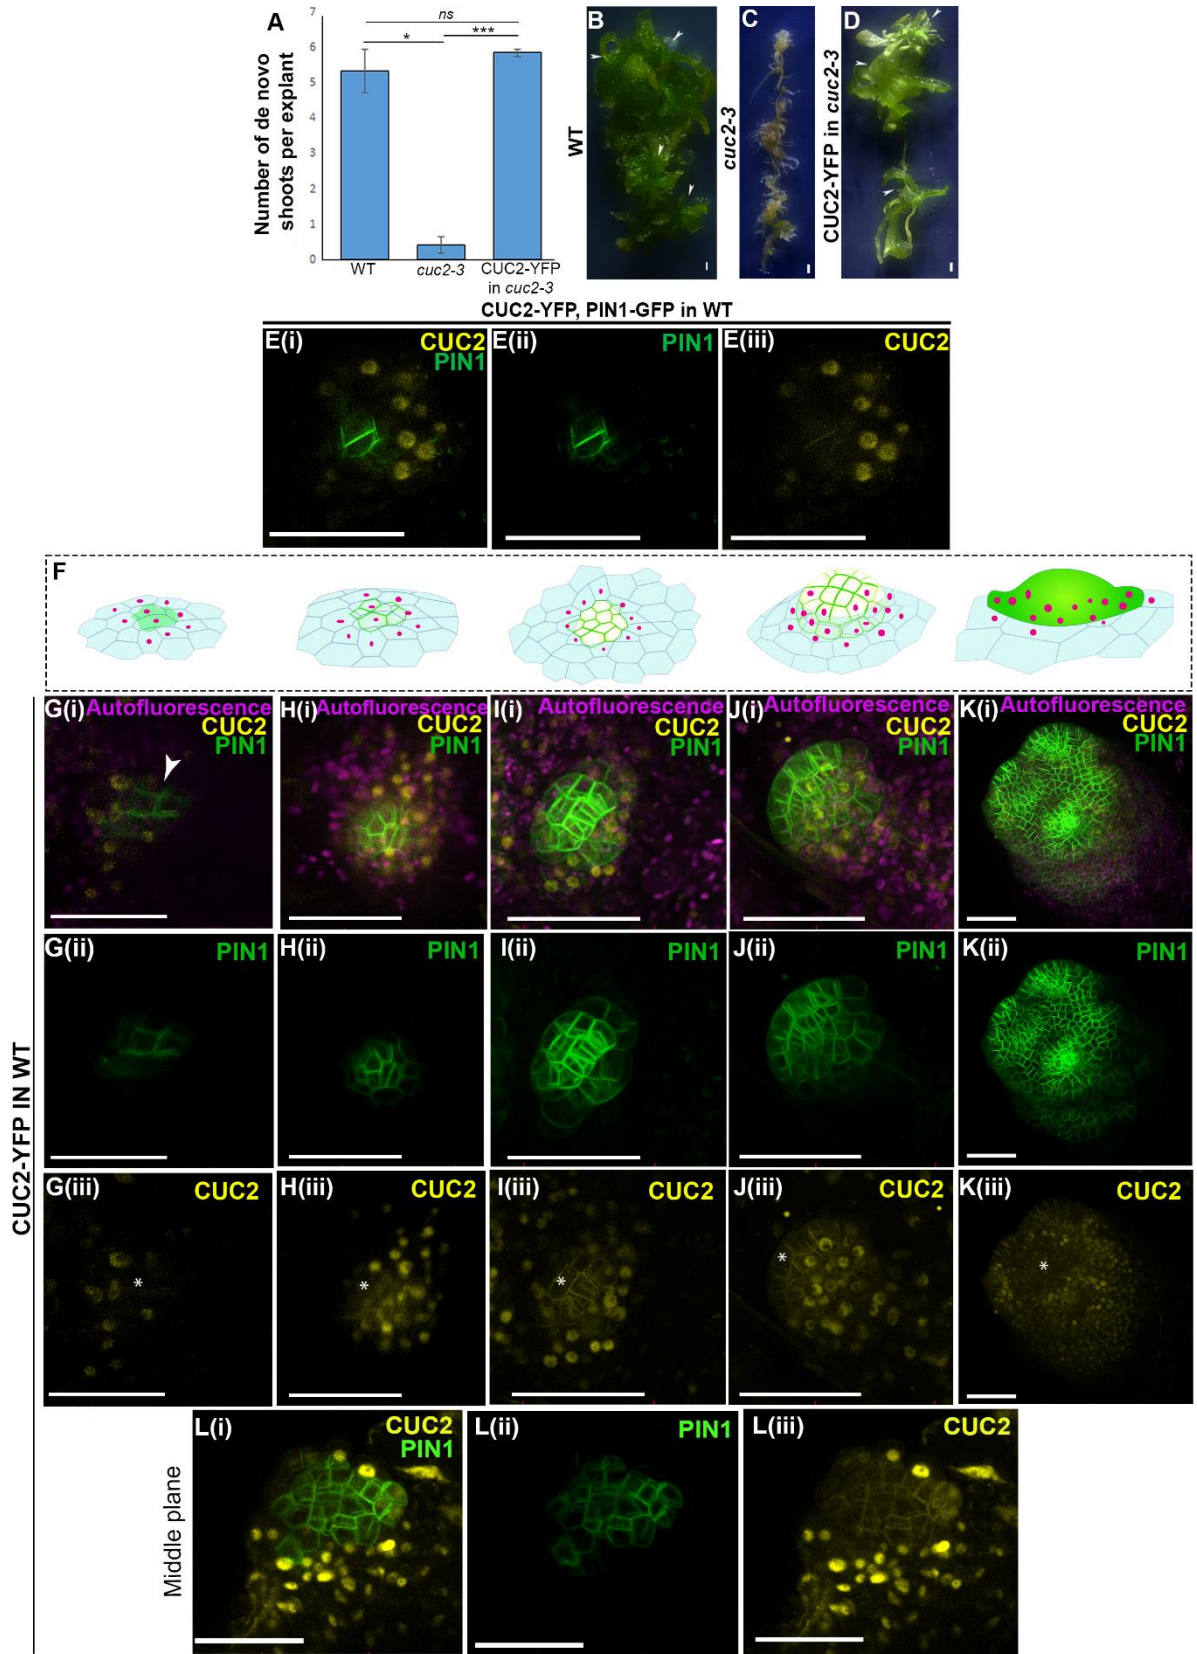 A
Number of de novo
shoots per explant
7
6
5
4
3
2
1
0
ns
*
***
WT
cuc2-3
CUC2-YFP
in cuc2-3
B
WT
C
cuc2-3
D
CUC2-YFP in cuc2-3
CUC2-YFP, PIN1-GFP in WT
E(i)
CUC2
PIN1
E(ii)
PIN1
E(iii)
CUC2
F
CUC2-YFP IN WT
G(i)
Autofluorescence
CUC2
PIN1
H(i)
Autofluorescence
CUC2
PIN1
I(i)
Autofluorescence
CUC2
PIN1
J(i)
Autofluorescence
CUC2
PIN1
K(i)
Autofluorescence
CUC2
PIN1
G(ii)
PIN1
H(ii)
PIN1
I(ii)
PIN1
J(ii)
PIN1
K(ii)
PIN1
G(iii)
CUC2
*
H(iii)
CUC2
*
I(iii)
CUC2
*
J(iii)
CUC2
*
K(iii)
CUC2
*
Middle plane
L(i)
CUC2
PIN1
L(ii)
PIN1
L(iii)
CUC2